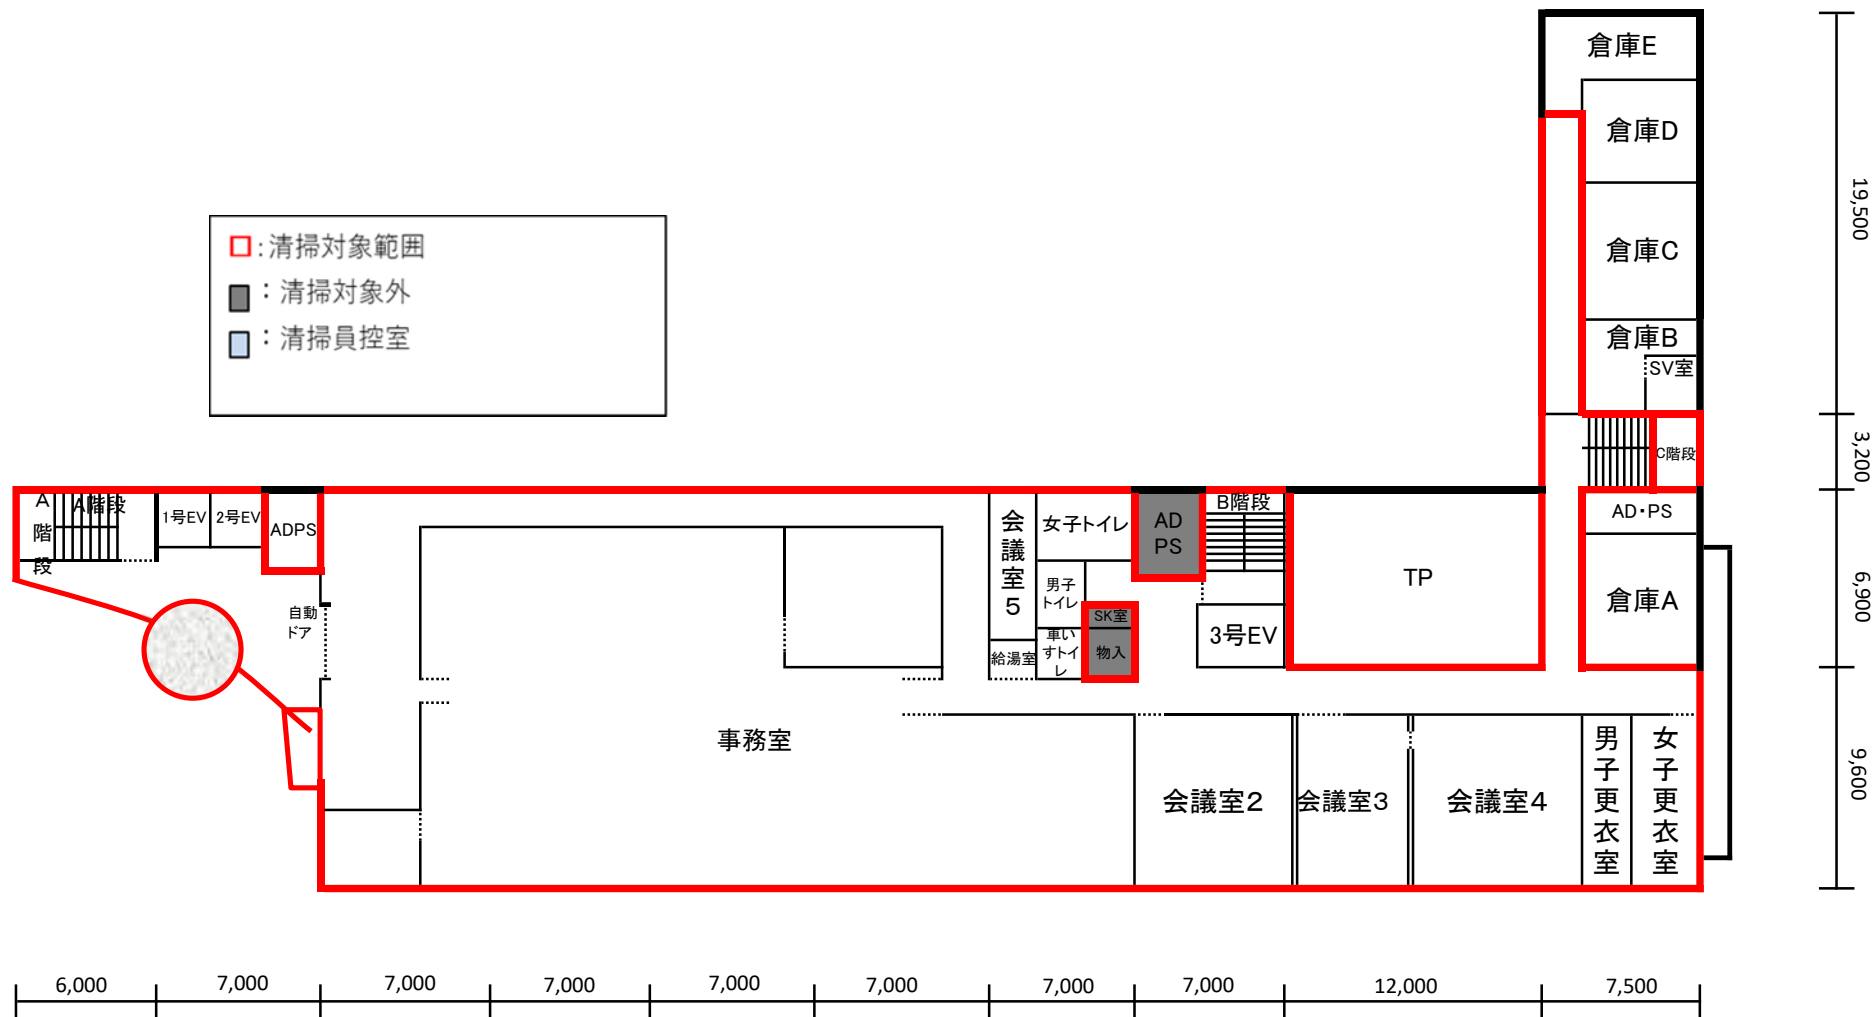 倉庫E
倉庫D
倉庫C
倉庫B
SV室
C階段
AD・PS
倉庫A
：清掃対象範囲
：清掃対象外
：清掃員控室
A階段
A階段
1号EV
2号EV
ADPS
自動
ドア
会議室5
給湯室
女子トイレ
男子
トイレ
車い
すトイ
レ
SK室
物入
AD
PS
B階段
3号EV
TP
事務室
会議室2
会議室3
会議室4
男子更衣室
女子更衣室
19,500
3,200
6,900
9,600
6,000
7,000
7,000
7,000
7,000
7,000
7,000
7,000
12,000
7,500